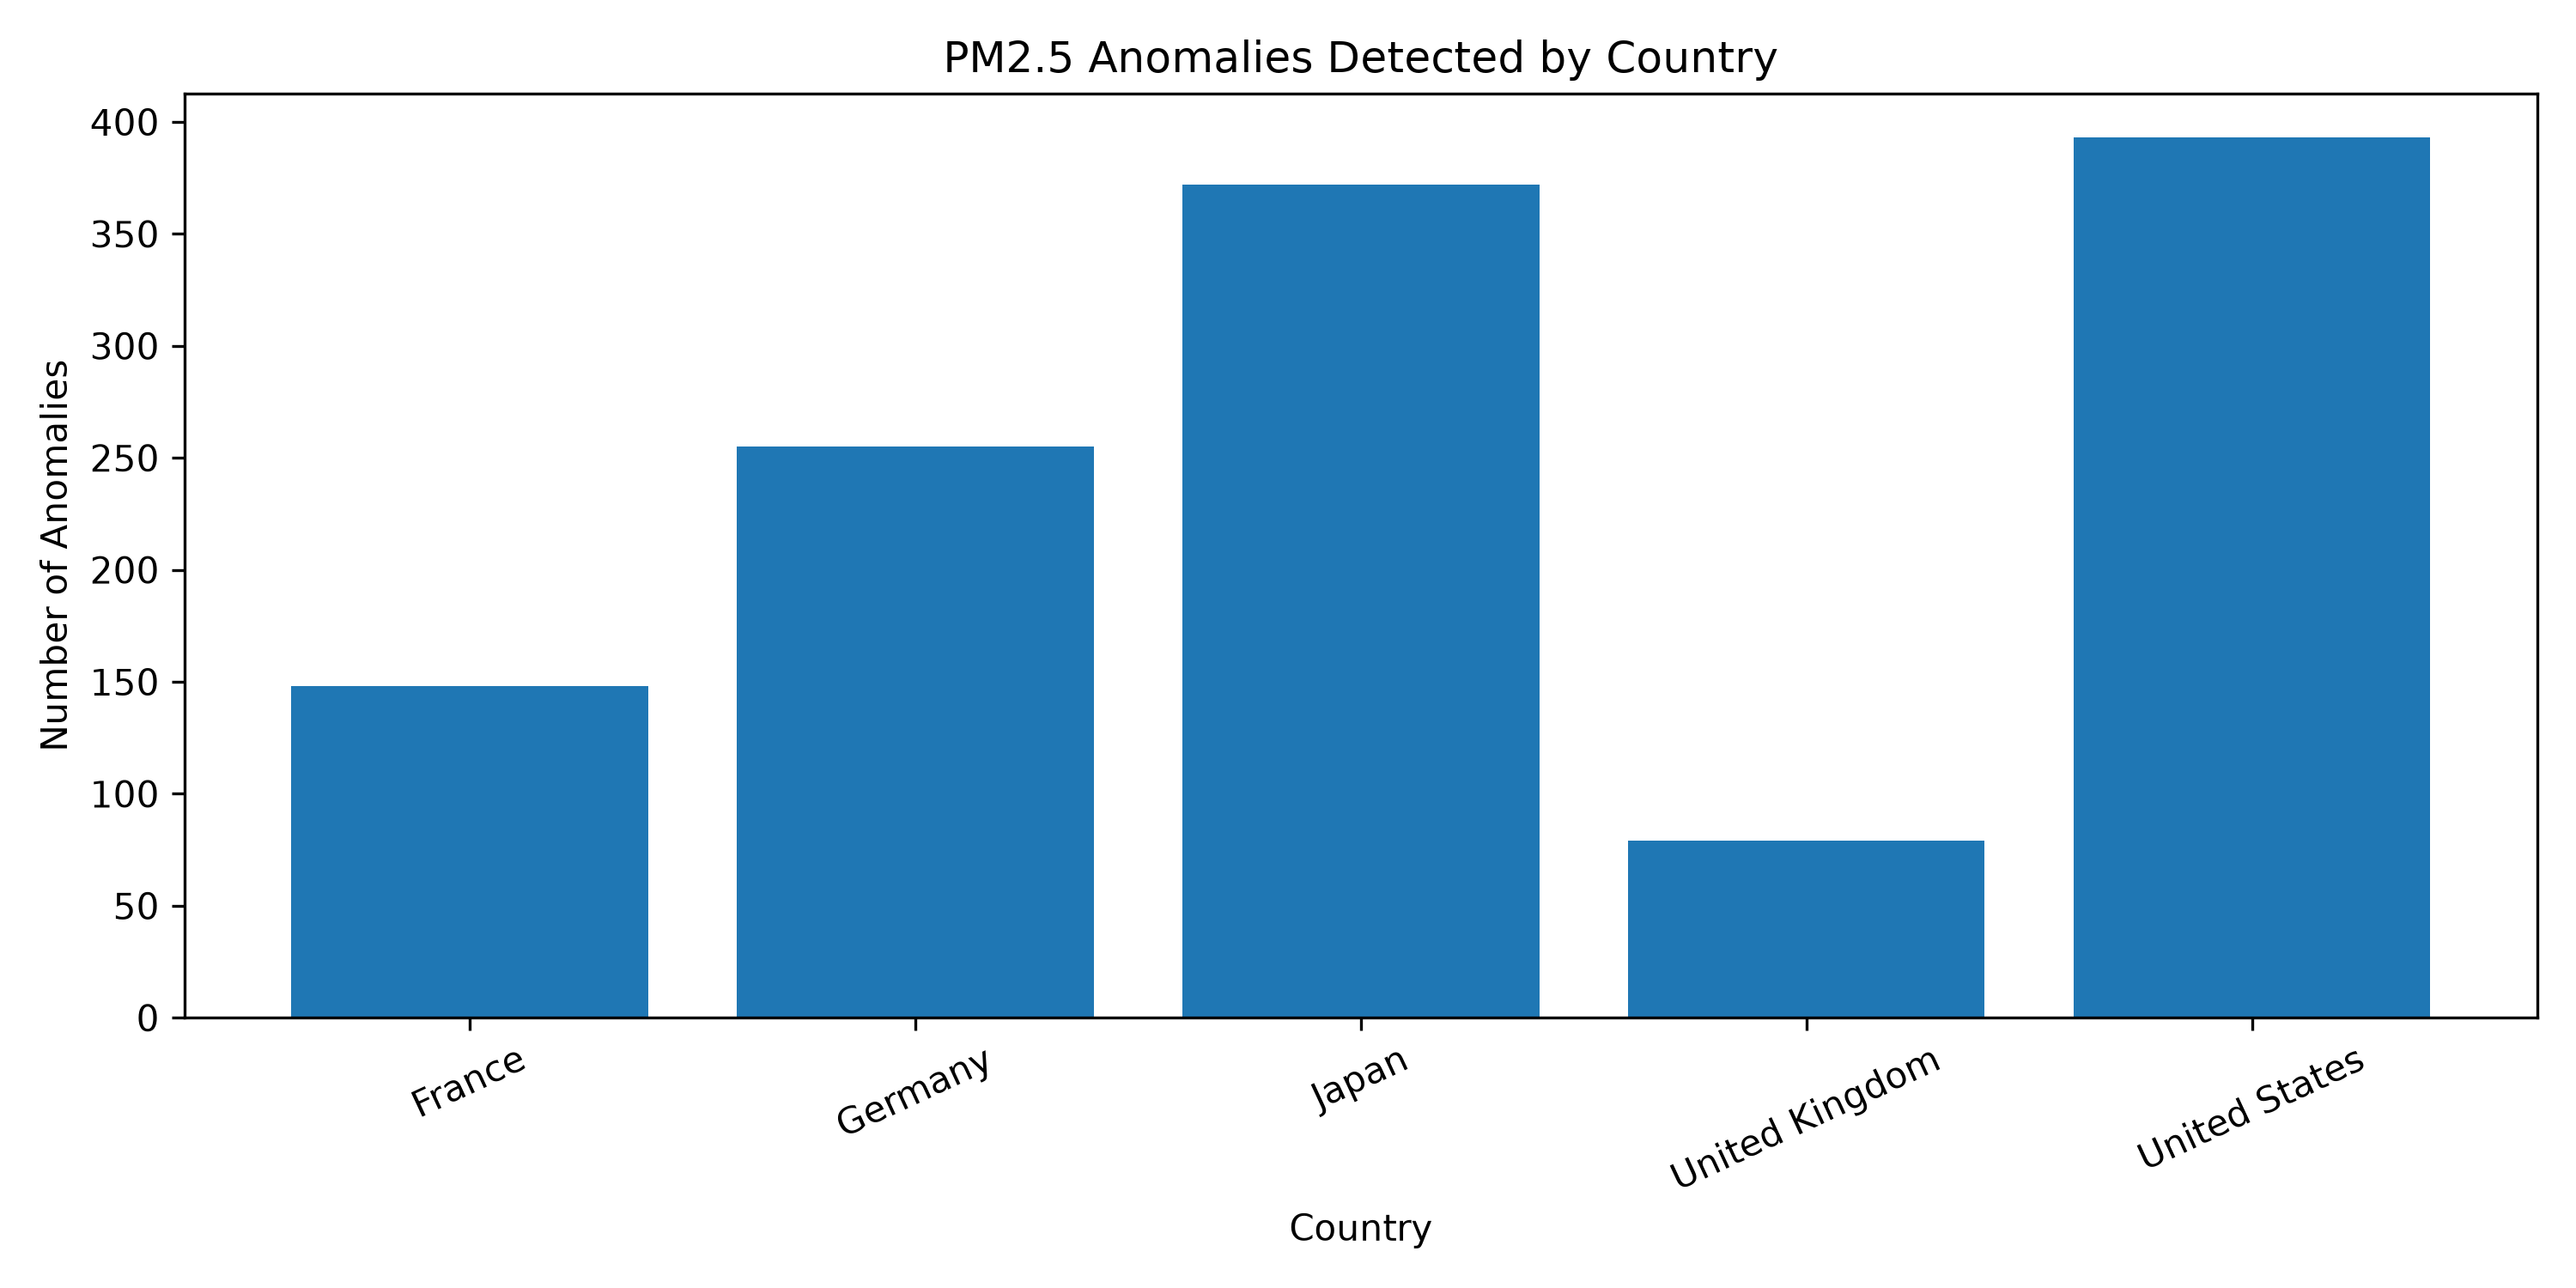 PM2.5 Anomalies Detected by Country
Number of Anomalies
400
350
300
250
200
150
100
50
0
France
Germany
Japan
United Kingdom
United States
Country